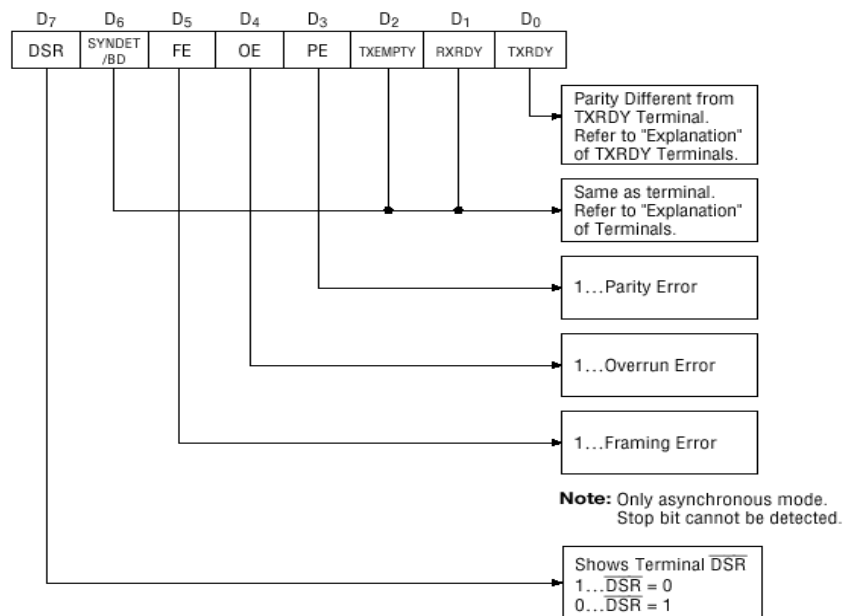 D7 D6 D5 D4 D3 D2 D1 D0
DSR SYNDET /BD FE OE PE TXEMPTY RXRDY TXRDY
Parity Different from
TXRDY Terminal.
Refer to "Explanation"
of TXRDY Terminals.
Same as terminal.
Refer to "Explanation"
of Terminals.
1...Parity Error
1...Overrun Error
1...Framing Error
Note: Only asynchronous mode.
Stop bit cannot be detected.
Shows Terminal D̅S̅R̅
1...D̅S̅R̅ = 0
0...D̅S̅R̅ = 1